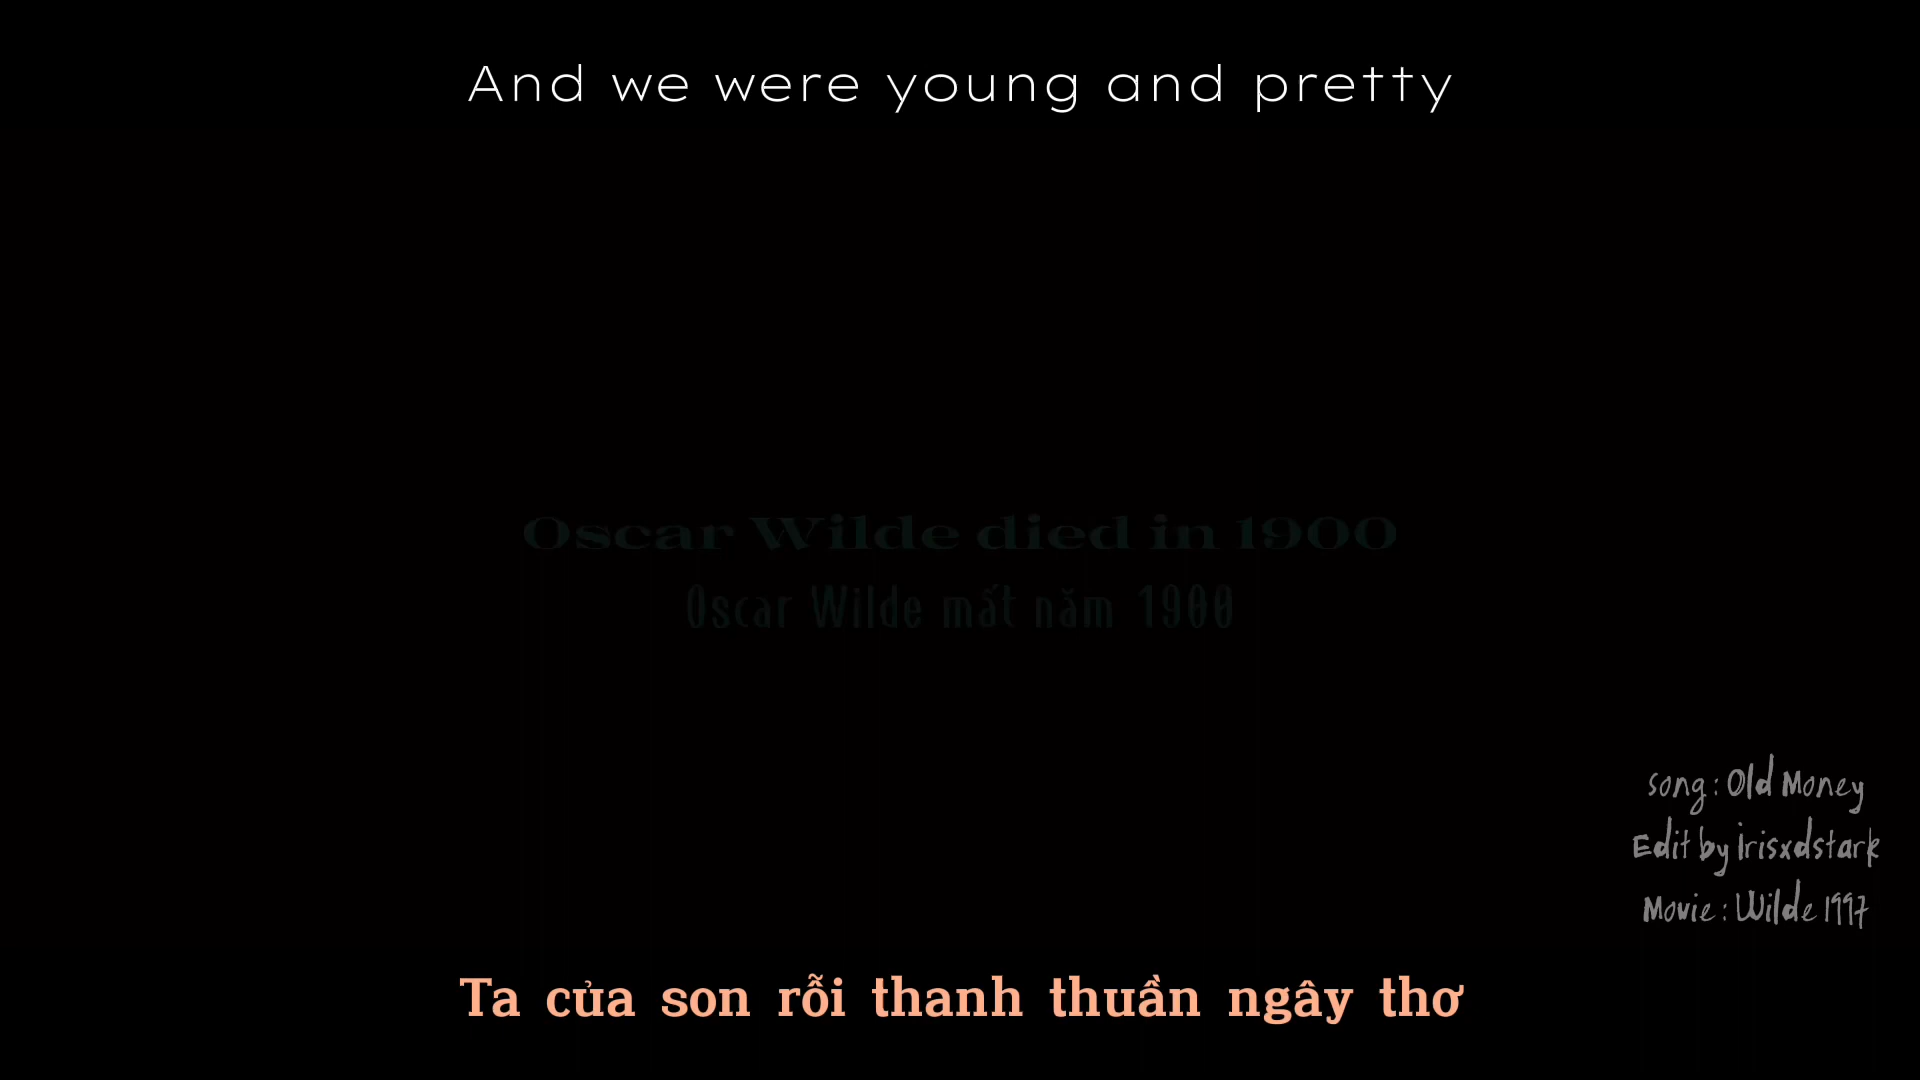 And we were young and pretty
Oscar Wilde died in 1900
Oscar Wilde mất năm 1900
song : Old Money
Edit by irisxdstark
Movie : Wilde 1997
Ta của son rỗi thanh thuần ngây thơ